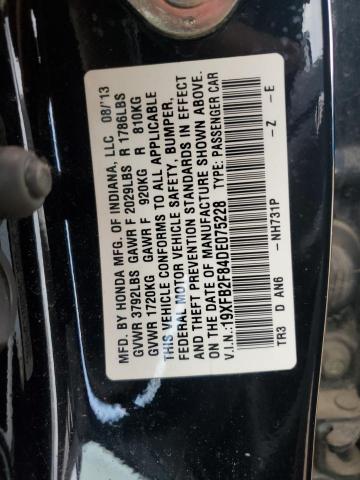 MFD. BY HONDA MFG. OF INDIANA, LLC 08/'13
GVWR 3792LBS GAWR F 2029LBS R 1786LBS
GVWR 1720KG GAWR F 920KG R 810KG
THIS VEHICLE CONFORMS TO ALL APPLICABLE
FEDERAL MOTOR VEHICLE SAFETY, BUMPER,
AND THEFT PREVENTION STANDARDS IN EFFECT
ON THE DATE OF MANUFACTURE SHOWN ABOVE.
V.I.N.:19XFB2F84DE075228 TYPE: PASSENGER CAR
TR3 D AN6 -NH731P -Z -E